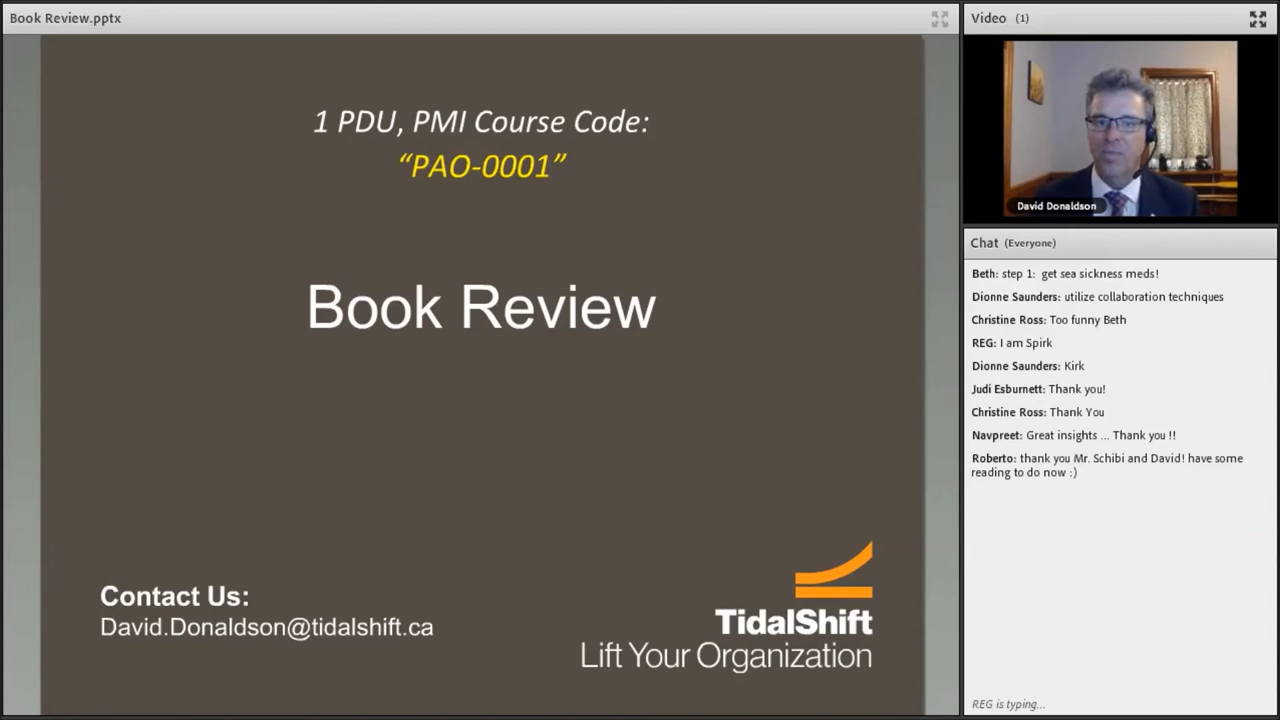 Book Review.pptx
1 PDU, PMI Course Code:
“PAO-0001”
Book Review
Contact Us:
David.Donaldson@tidalshift.ca
TidalShift
Lift Your Organization
Video (1)
David Donaldson
Chat (Everyone)
Beth: step 1: get sea sickness meds!
Dionne Saunders: utilize collaboration techniques
Christine Ross: Too funny Beth
REG: I am Spirk
Dionne Saunders: Kirk
Judi Esburnett: Thank you!
Christine Ross: Thank You
Navpreet: Great insights ... Thank you !!
Roberto: thank you Mr. Schibi and David! have some
reading to do now :)
REG is typing...